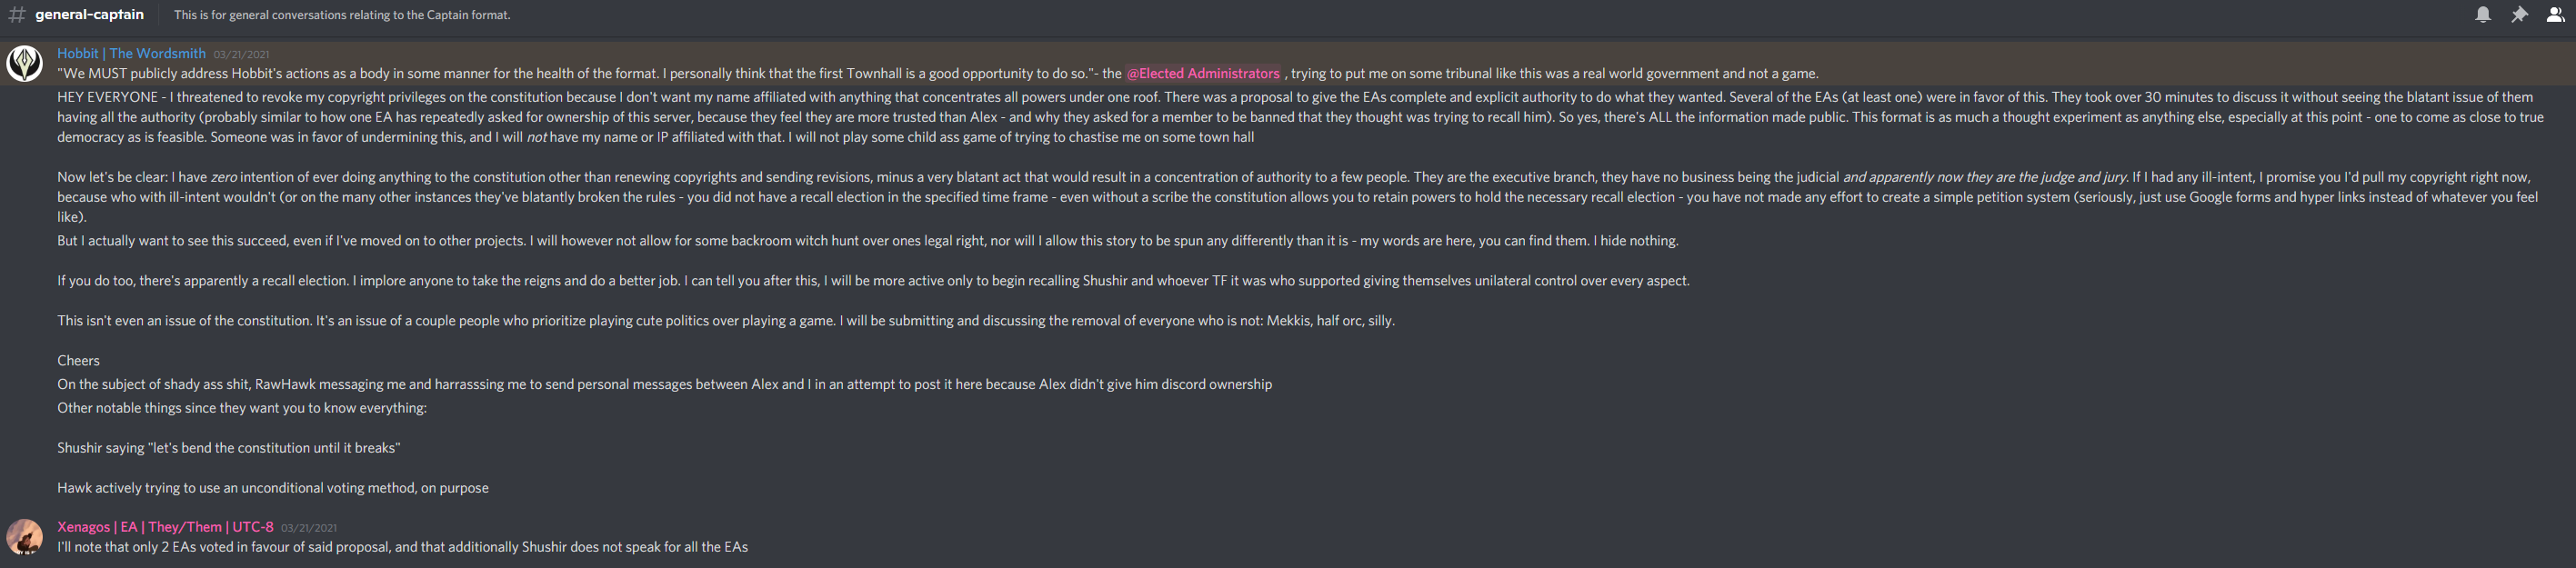 # general-captain This is for general conversations relating to the Captain format.
Hobbit | The Wordsmith 03/21/2021
"We MUST publicly address Hobbit's actions as a body in some manner for the health of the format. I personally think that the first Townhall is a good opportunity to do so."- the @Elected Administrators , trying to put me on some tribunal like this was a real world government and not a game.
HEY EVERYONE - I threatened to revoke my copyright privileges on the constitution because I don't want my name affiliated with anything that concentrates all powers under one roof. There was a proposal to give the EAs complete and explicit authority to do what they wanted. Several of the EAs (at least one) were in favor of this. They took over 30 minutes to discuss it without seeing the blatant issue of them
having all the authority (probably similar to how one EA has repeatedly asked for ownership of this server, because they feel they are more trusted than Alex - and why they asked for a member to be banned that they thought was trying to recall him). So yes, there's ALL the information made public. This format is as much a thought experiment as anything else, especially at this point - one to come as close to true
democracy as is feasible. Someone was in favor of undermining this, and I will not have my name or IP affiliated with that. I will not play some child ass game of trying to chastise me on some town hall
Now let's be clear: I have zero intention of ever doing anything to the constitution other than renewing copyrights and sending revisions, minus a very blatant act that would result in a concentration of authority to a few people. They are the executive branch, they have no business being the judicial and apparently now they are the judge and jury. If I had any ill-intent, I promise you I'd pull my copyright right now,
because who with ill-intent wouldn't (or on the many other instances they've blatantly broken the rules - you did not have a recall election in the specified time frame - even without a scribe the constitution allows you to retain powers to hold the necessary recall election - you have not made any effort to create a simple petition system (seriously, just use Google forms and hyper links instead of whatever you feel
like).
But I actually want to see this succeed, even if I've moved on to other projects. I will however not allow for some backroom witch hunt over ones legal right, nor will I allow this story to be spun any differently than it is - my words are here, you can find them. I hide nothing.
If you do too, there's apparently a recall election. I implore anyone to take the reigns and do a better job. I can tell you after this, I will be more active only to begin recalling Shushir and whoever TF it was who supported giving themselves unilateral control over every aspect.
This isn't even an issue of the constitution. It's an issue of a couple people who prioritize playing cute politics over playing a game. I will be submitting and discussing the removal of everyone who is not: Mekkis, half orc, silly.
Cheers
On the subject of shady ass shit, RawHawk messaging me and harrasssing me to send personal messages between Alex and I in an attempt to post it here because Alex didn't give him discord ownership
Other notable things since they want you to know everything:
Shushir saying "let's bend the constitution until it breaks"
Hawk actively trying to use an unconditional voting method, on purpose
Xenagos | EA | They/Them | UTC-8 03/21/2021
I'll note that only 2 EAs voted in favour of said proposal, and that additionally Shushir does not speak for all the EAs